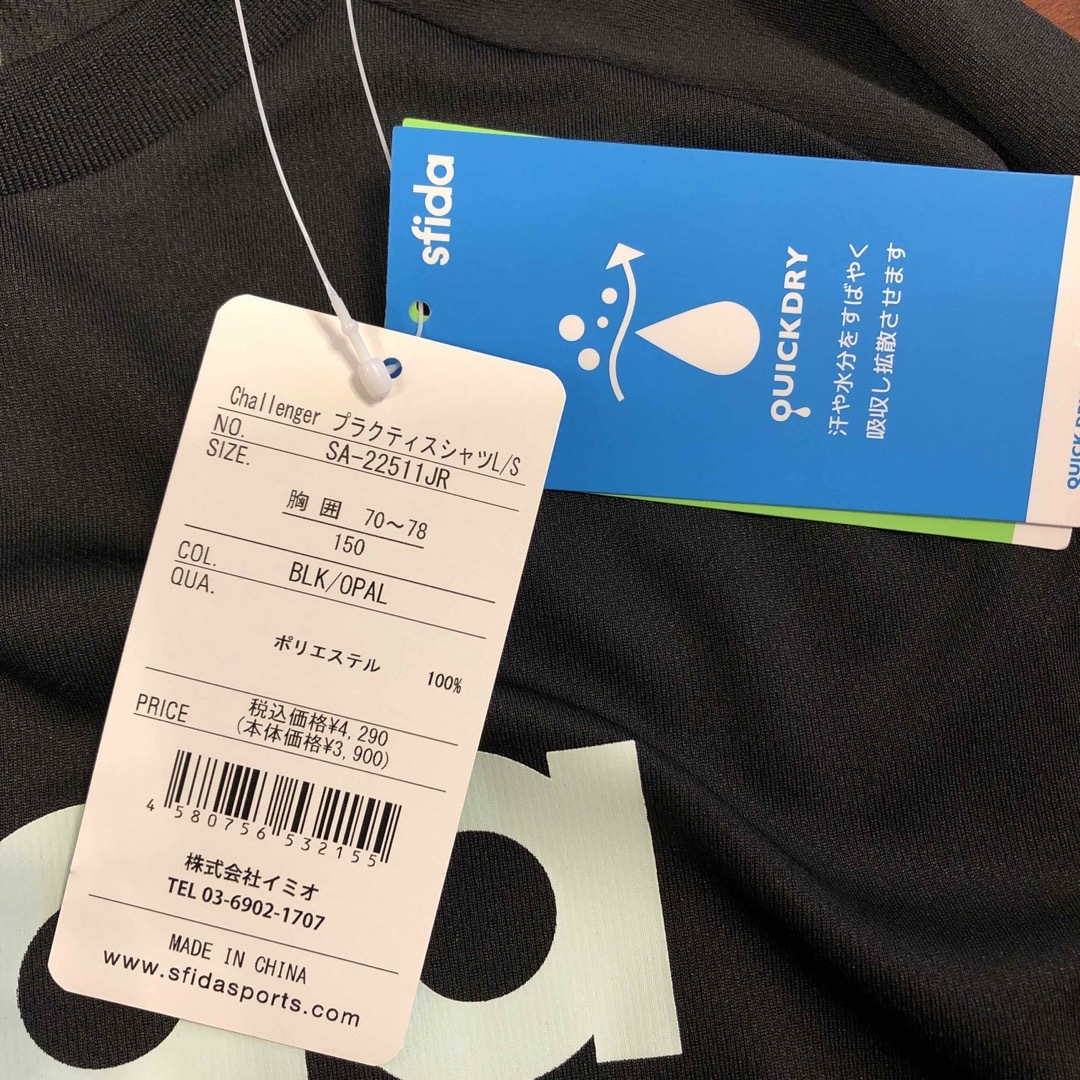 Challenger プラクティスシャツL/S
NO. SA-22511JR
SIZE.
胸囲 70～78
150
COL. BLK/OPAL
QUA.
ポリエステル 100%
PRICE 税込価格¥4,290
(本体価格¥3,900)
4 580756 532155
株式会社イミオ
TEL 03-6902-1707
MADE IN CHINA
www.sfidasports.com
sfida
QUICKDRY
汗や水分をすばやく
吸収し拡散させます